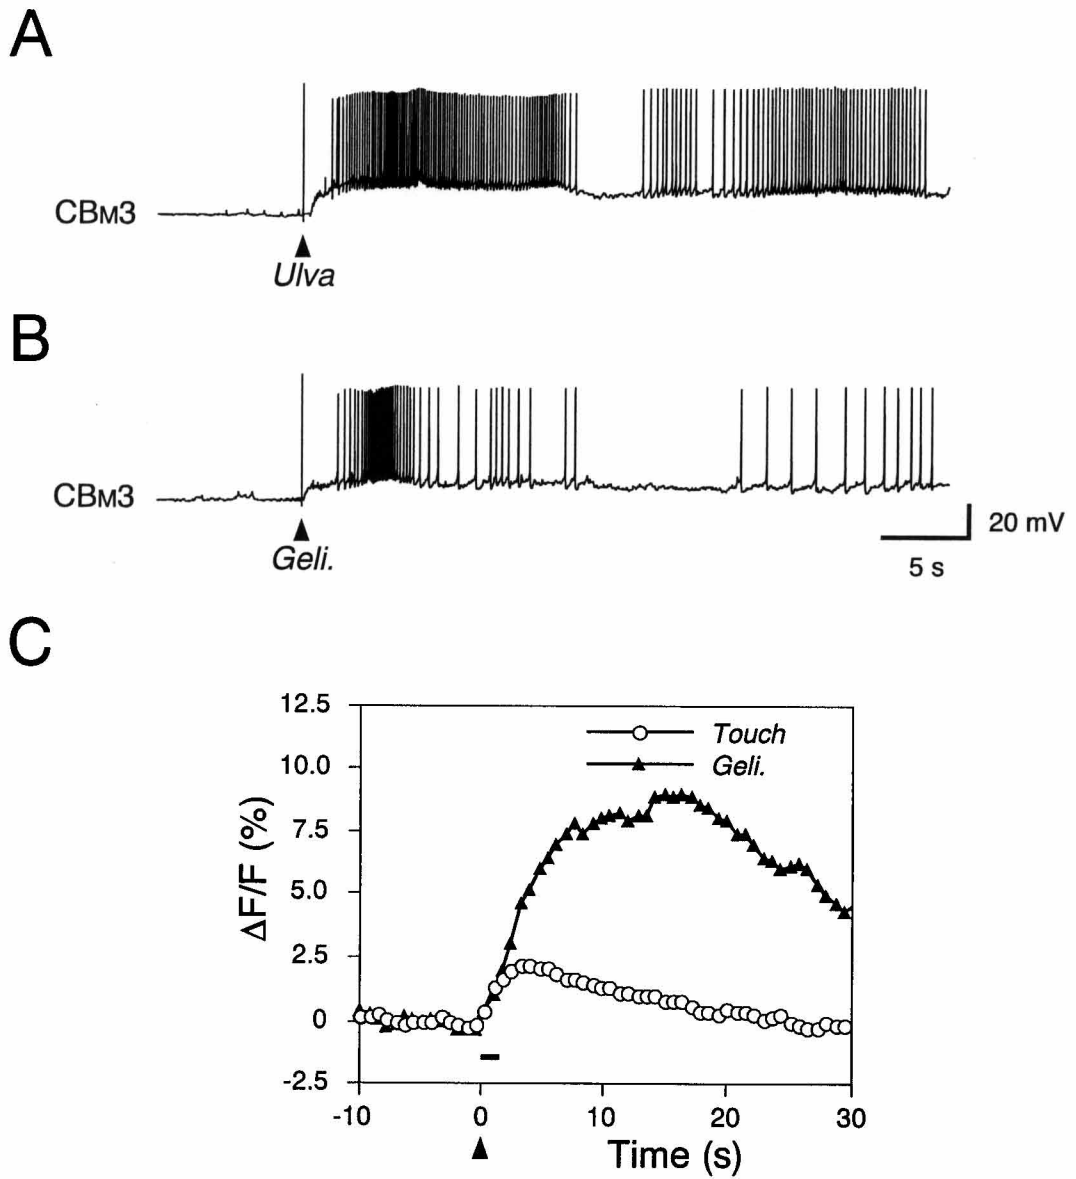 A
CBM3
Ulva
B
CBM3
Geli.
20 mV
5 s
C
12.5
10.0
7.5
5.0
2.5
0
-2.5
ΔF/F (%)
Touch
Geli.
-10 0 10 20 30
Time (s)